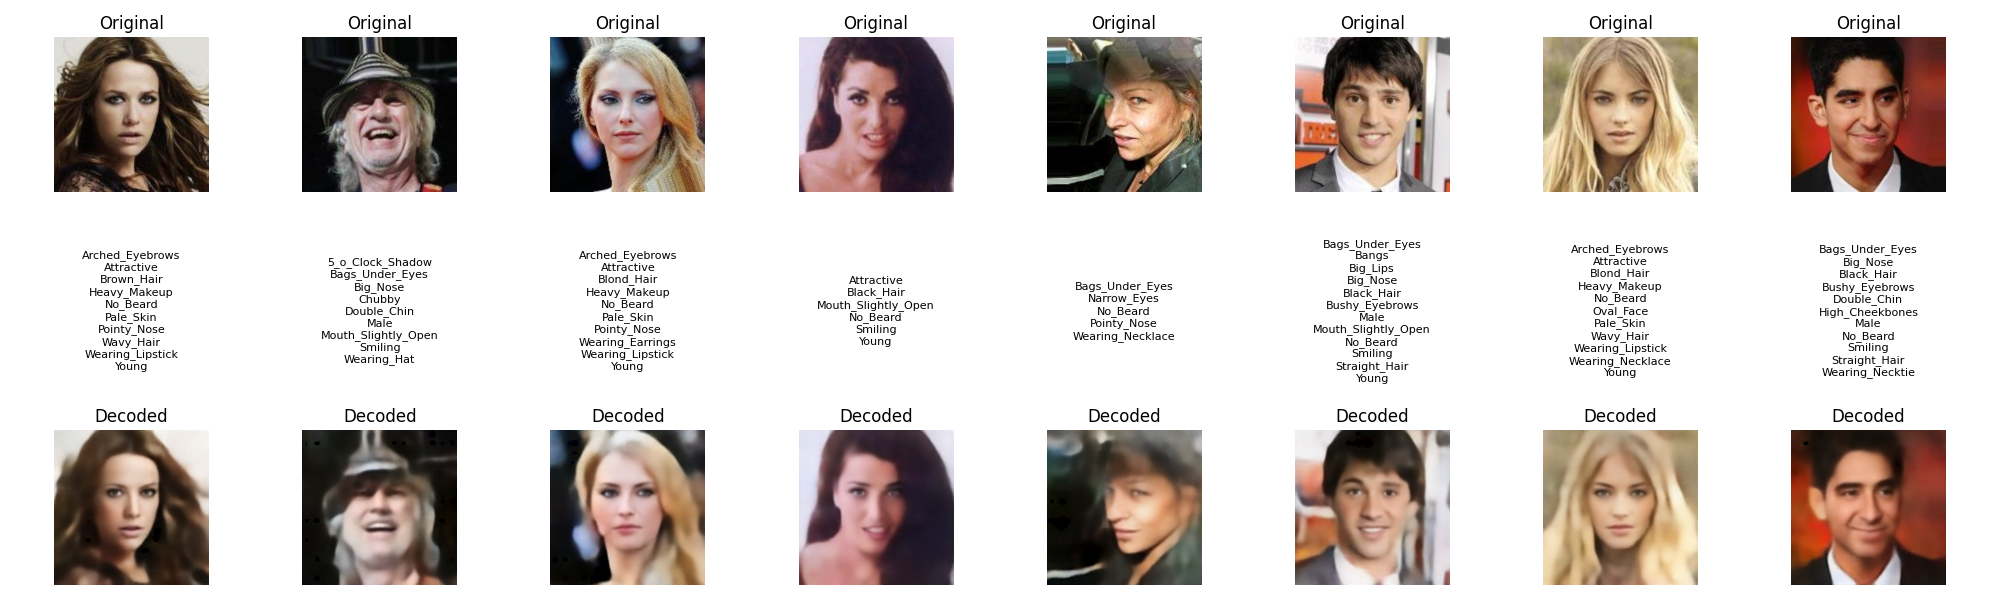 Original
Original
Original
Original
Original
Original
Original
Original
Arched_Eyebrows
Attractive
Brown_Hair
Heavy_Makeup
No_Beard
Pale_Skin
Pointy_Nose
Wavy_Hair
Wearing_Lipstick
Young
5_o_Clock_Shadow
Bags_Under_Eyes
Big_Nose
Chubby
Double_Chin
Male
Mouth_Slightly_Open
Smiling
Wearing_Hat
Arched_Eyebrows
Attractive
Blond_Hair
Heavy_Makeup
No_Beard
Pale_Skin
Pointy_Nose
Wearing_Earrings
Wearing_Lipstick
Young
Attractive
Black_Hair
Mouth_Slightly_Open
No_Beard
Smiling
Young
Bags_Under_Eyes
Narrow_Eyes
No_Beard
Pointy_Nose
Wearing_Necklace
Bags_Under_Eyes
Bangs
Big_Lips
Big_Nose
Black_Hair
Bushy_Eyebrows
Male
Mouth_Slightly_Open
No_Beard
Smiling
Straight_Hair
Young
Arched_Eyebrows
Attractive
Blond_Hair
Heavy_Makeup
No_Beard
Oval_Face
Pale_Skin
Wavy_Hair
Wearing_Lipstick
Wearing_Necklace
Young
Bags_Under_Eyes
Big_Nose
Black_Hair
Bushy_Eyebrows
Double_Chin
High_Cheekbones
Male
No_Beard
Smiling
Straight_Hair
Wearing_Necktie
Decoded
Decoded
Decoded
Decoded
Decoded
Decoded
Decoded
Decoded